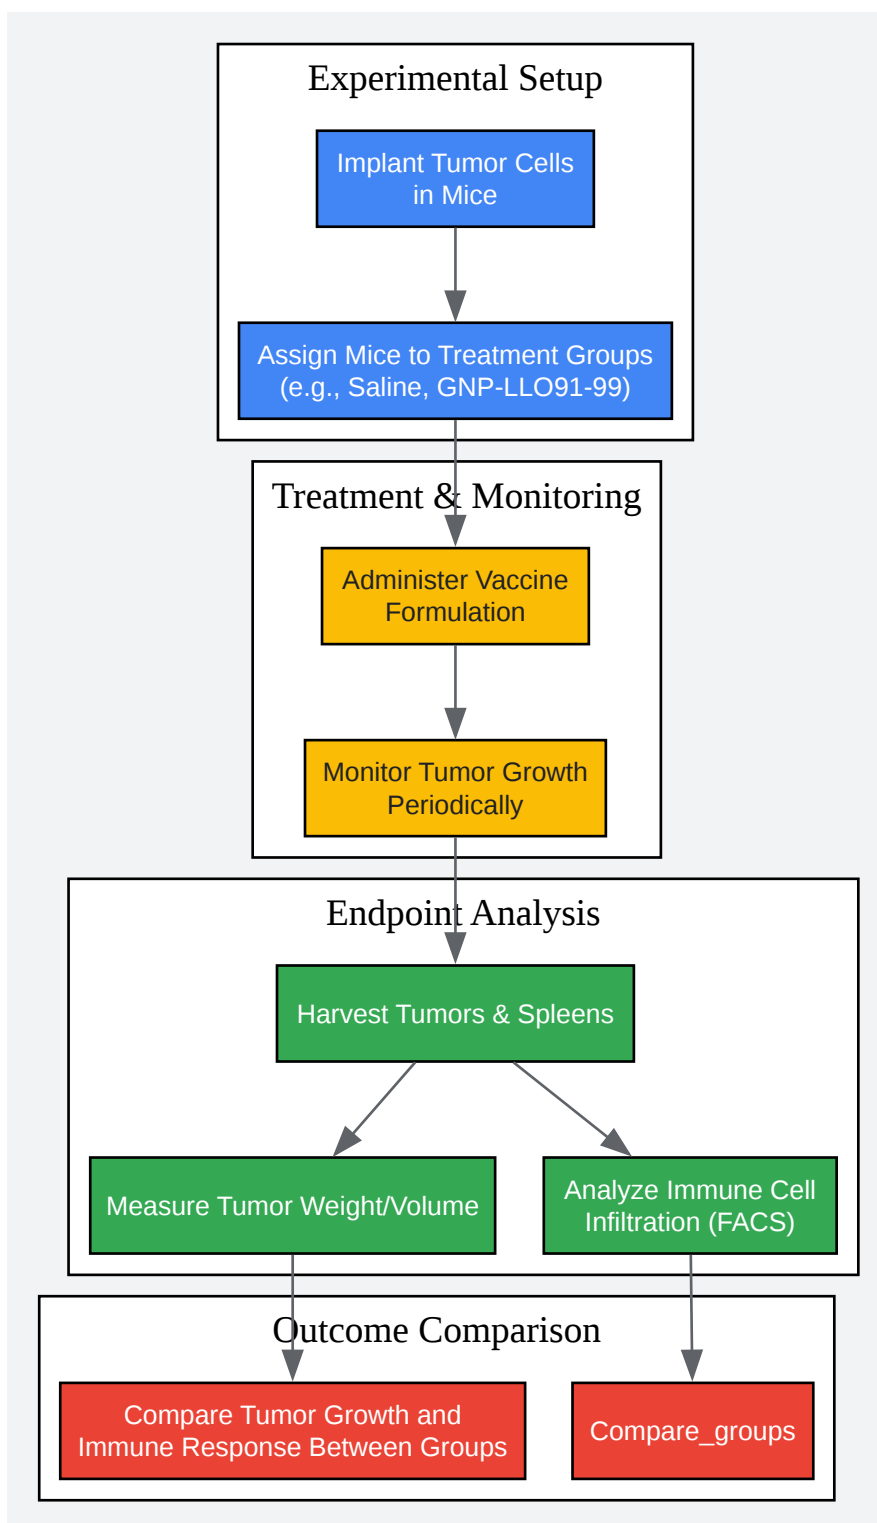 Experimental Setup
Implant Tumor Cells
in Mice
Assign Mice to Treatment Groups
(e.g., Saline, GNP-LLO91-99)
Treatment & Monitoring
Administer Vaccine
Formulation
Monitor Tumor Growth
Periodically
Endpoint Analysis
Harvest Tumors & Spleens
Measure Tumor Weight/Volume
Analyze Immune Cell
Infiltration (FACS)
Outcome Comparison
Compare Tumor Growth and
Immune Response Between Groups
Compare_groups